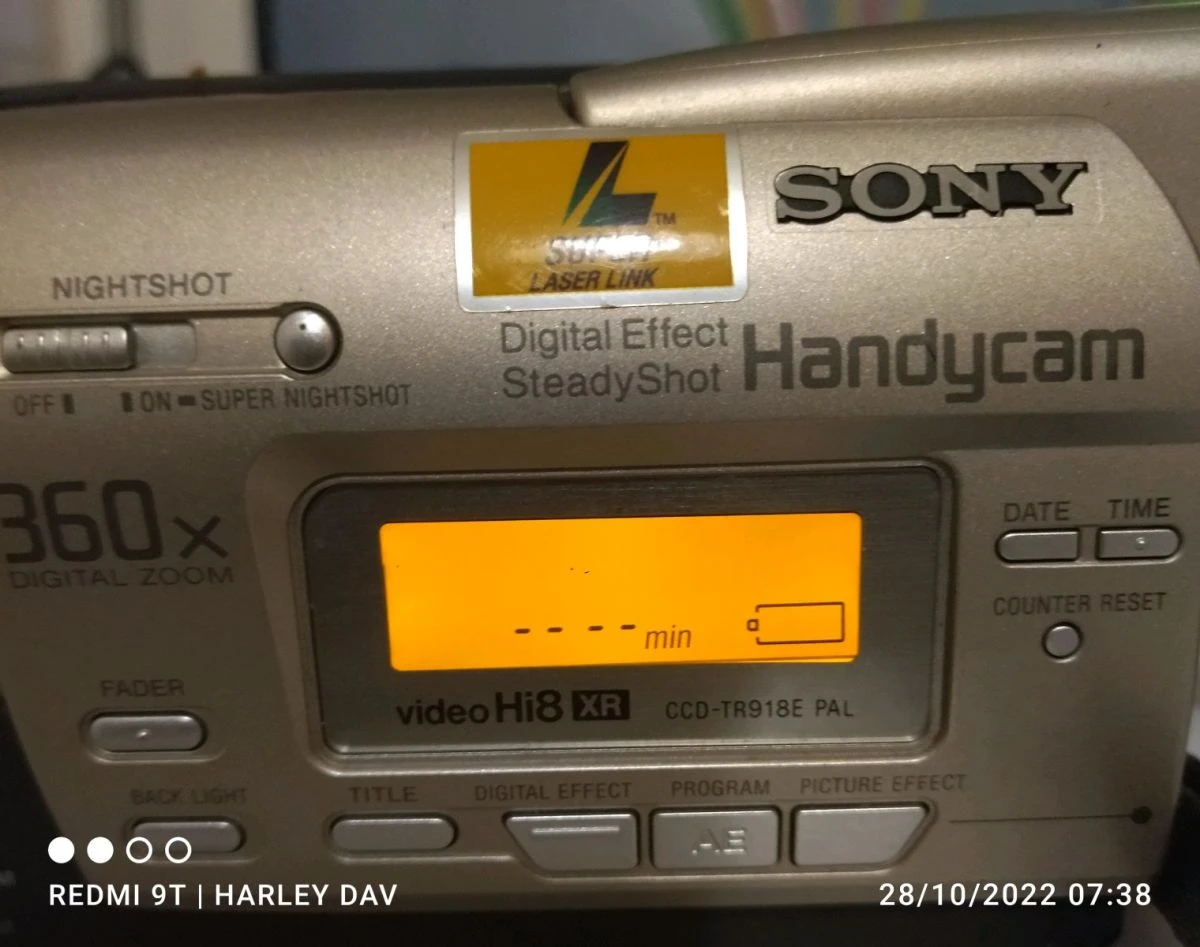 SONY
L™
SUPER
LASER LINK
NIGHTSHOT
OFF ON SUPER NIGHTSHOT
Digital Effect
SteadyShot
Handycam
360x
DIGITAL ZOOM
DATE TIME
COUNTER RESET
- - - - min
video Hi8 XR CCD-TR918E PAL
FADER
BACK LIGHT
TITLE
DIGITAL EFFECT
PROGRAM
AE
PICTURE EFFECT
REDMI 9T | HARLEY DAV
28/10/2022 07:38